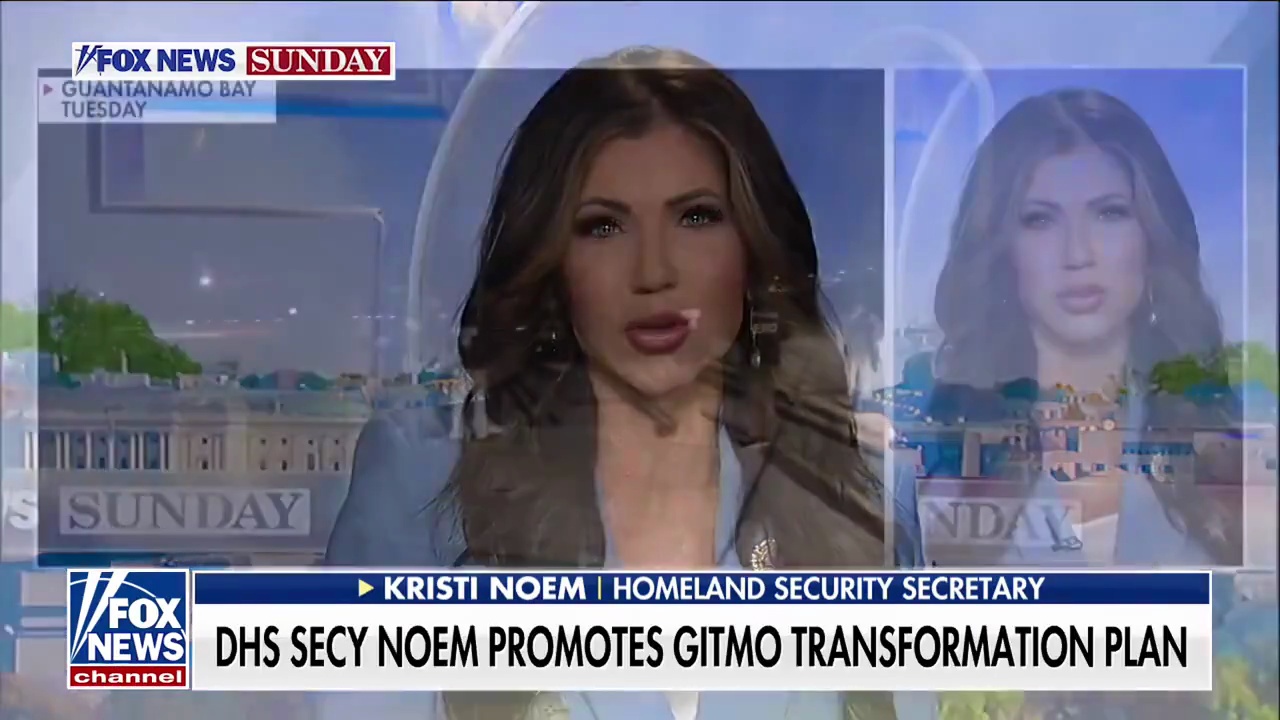 FOX NEWS SUNDAY
GUANTANAMO BAY
TUESDAY
S
SUNDAY
NDAY
KRISTI NOEM | HOMELAND SECURITY SECRETARY
FOX
NEWS
channel
DHS SECY NOEM PROMOTES GITMO TRANSFORMATION PLAN